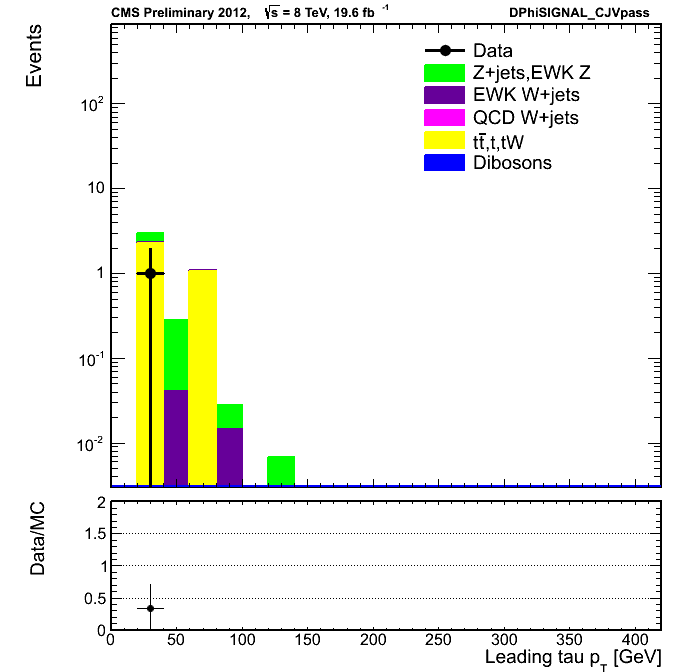 CMS Preliminary 2012, √s = 8 TeV, 19.6 fb⁻¹ DPhiSIGNAL_CJVpass
Events
Data
Z+jets,EWK Z
EWK W+jets
QCD W+jets
tt̅,t,tW
Dibosons
10²
10
1
10⁻¹
10⁻²
Data/MC
2
1.5
1
0.5
0
0 50 100 150 200 250 300 350 400
Leading tau p_T [GeV]